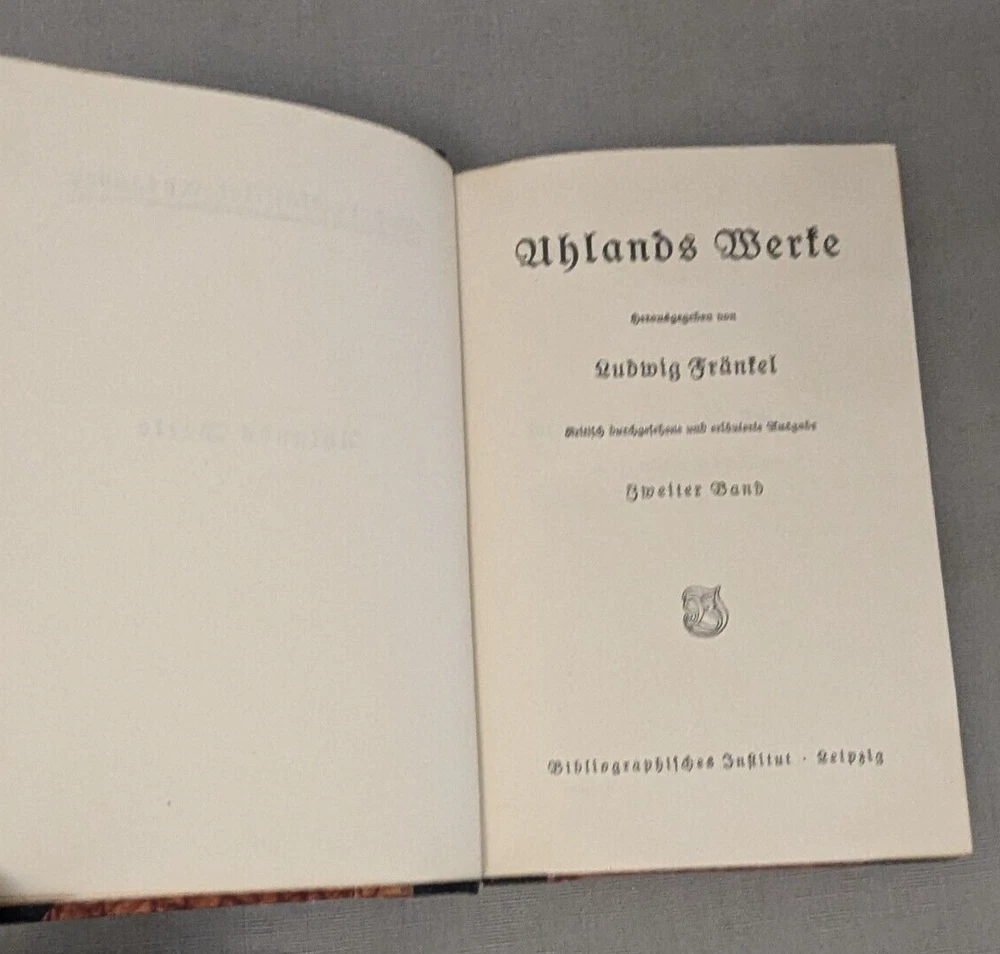 Uhlands Werke
Herausgegeben von
Ludwig Fränkel
Kritisch durchgesehene und erläuterte Ausgabe
Zweiter Band
Bibliographisches Institut · Leipzig